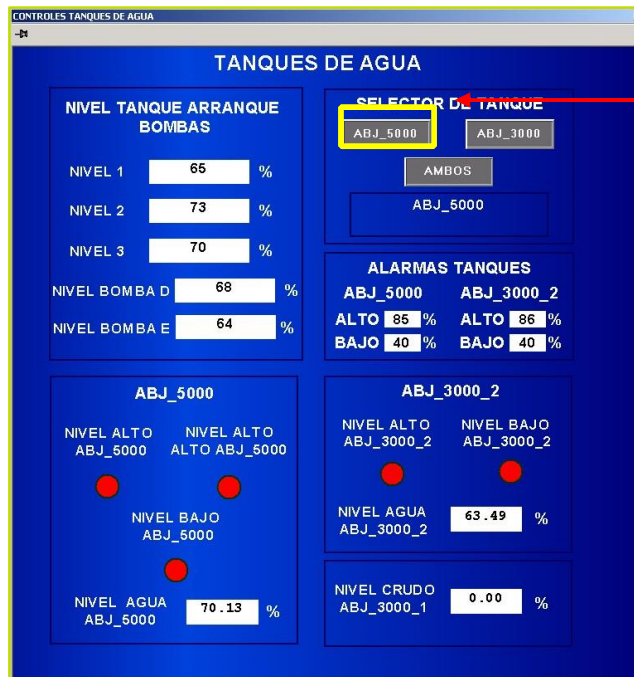 CONTROLES TANQUES DE AGUA
TANQUES DE AGUA
NIVEL TANQUE ARRANQUE
BOMBAS
NIVEL 1 65 %
NIVEL 2 73 %
NIVEL 3 70 %
NIVEL BOMBA D 68 %
NIVEL BOMBA E 64 %
SELECTOR DE TANQUE
ABJ_5000 ABJ_3000
AMBOS
ABJ_5000
ALARMAS TANQUES
ABJ_5000 ABJ_3000_2
ALTO 85 % ALTO 86 %
BAJO 40 % BAJO 40 %
ABJ_5000
NIVEL ALTO NIVEL ALTO
ABJ_5000 ALTO ABJ_5000
NIVEL BAJO
ABJ_5000
NIVEL AGUA 70.13 %
ABJ_5000
ABJ_3000_2
NIVEL ALTO NIVEL BAJO
ABJ_3000_2 ABJ_3000_2
NIVEL AGUA 63.49 %
ABJ_3000_2
NIVEL CRUDO 0.00 %
ABJ_3000_1